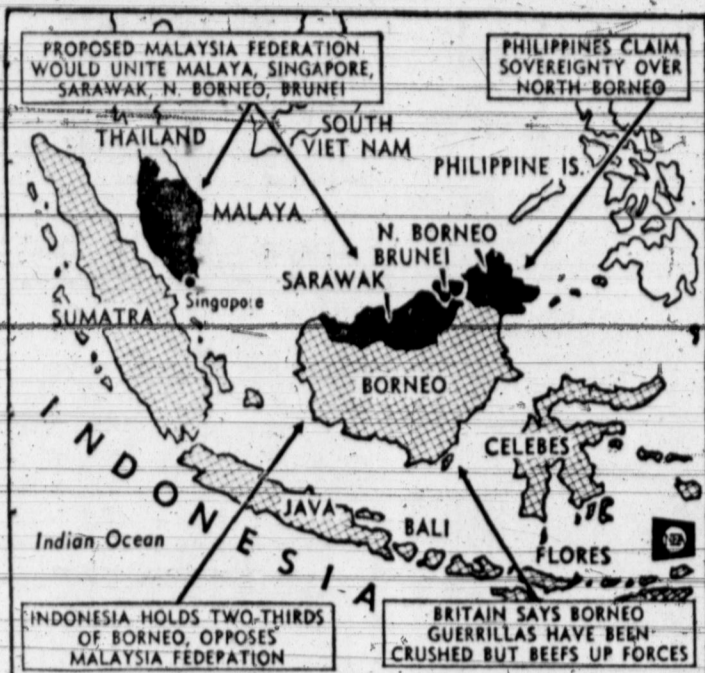 PROPOSED MALAYSIA FEDERATION
WOULD UNITE MALAYA, SINGAPORE,
SARAWAK, N. BORNEO, BRUNEI
PHILIPPINES CLAIM
SOVEREIGNTY OVER
NORTH BORNEO
THAILAND
SOUTH
VIET NAM
PHILIPPINE IS.
MALAYA
N. BORNEO
BRUNEI
SARAWAK
Singapore
SUMATRA
BORNEO
CELEBES
INDONESIA
JAVA
BALI
Indian Ocean
FLORES
NEA
INDONESIA HOLDS TWO-THIRDS
OF BORNEO, OPPOSES
MALAYSIA FEDEPATION
BRITAIN SAYS BORNEO
GUERRILLAS HAVE BEEN
CRUSHED BUT BEEFS UP FORCES